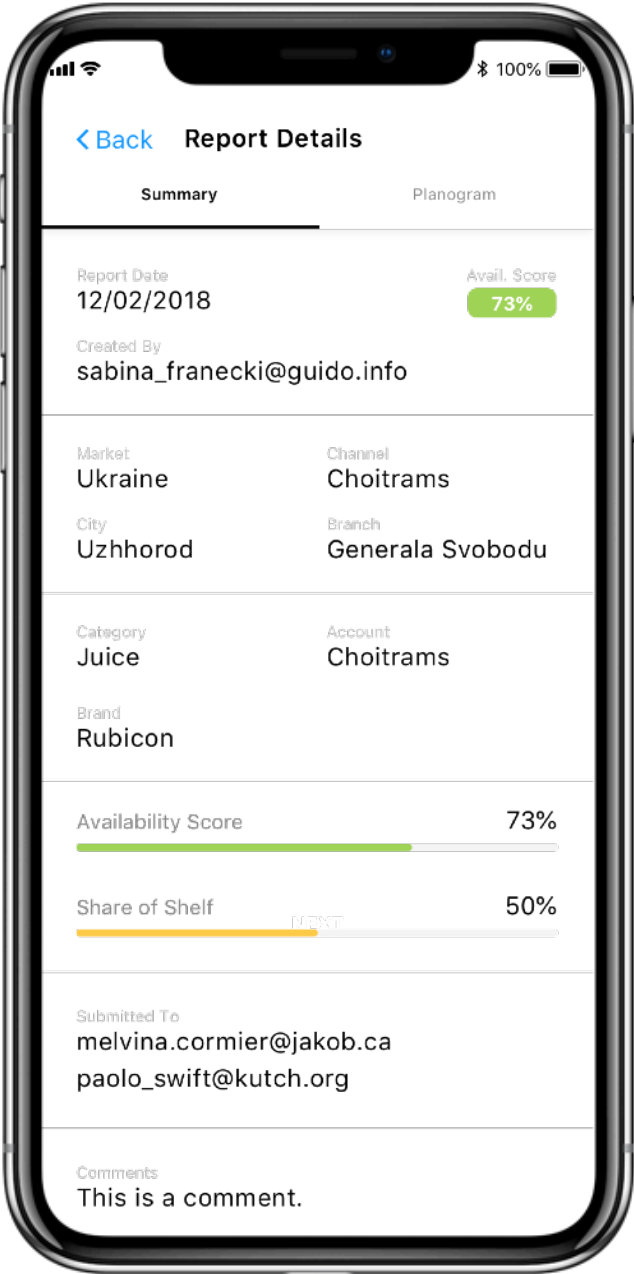 100%
Back Report Details
Summary Planogram
Report Date Avail. Score
12/02/2018 73%
Created By
sabina_franecki@guido.info
Market Channel
Ukraine Choitrams
City Branch
Uzhhorod Generala Svobodu
Category Account
Juice Choitrams
Brand
Rubicon
Availability Score 73%
Share of Shelf 50%
NEXT
Submitted To
melvina.cormier@jakob.ca
paolo_swift@kutch.org
Comments
This is a comment.